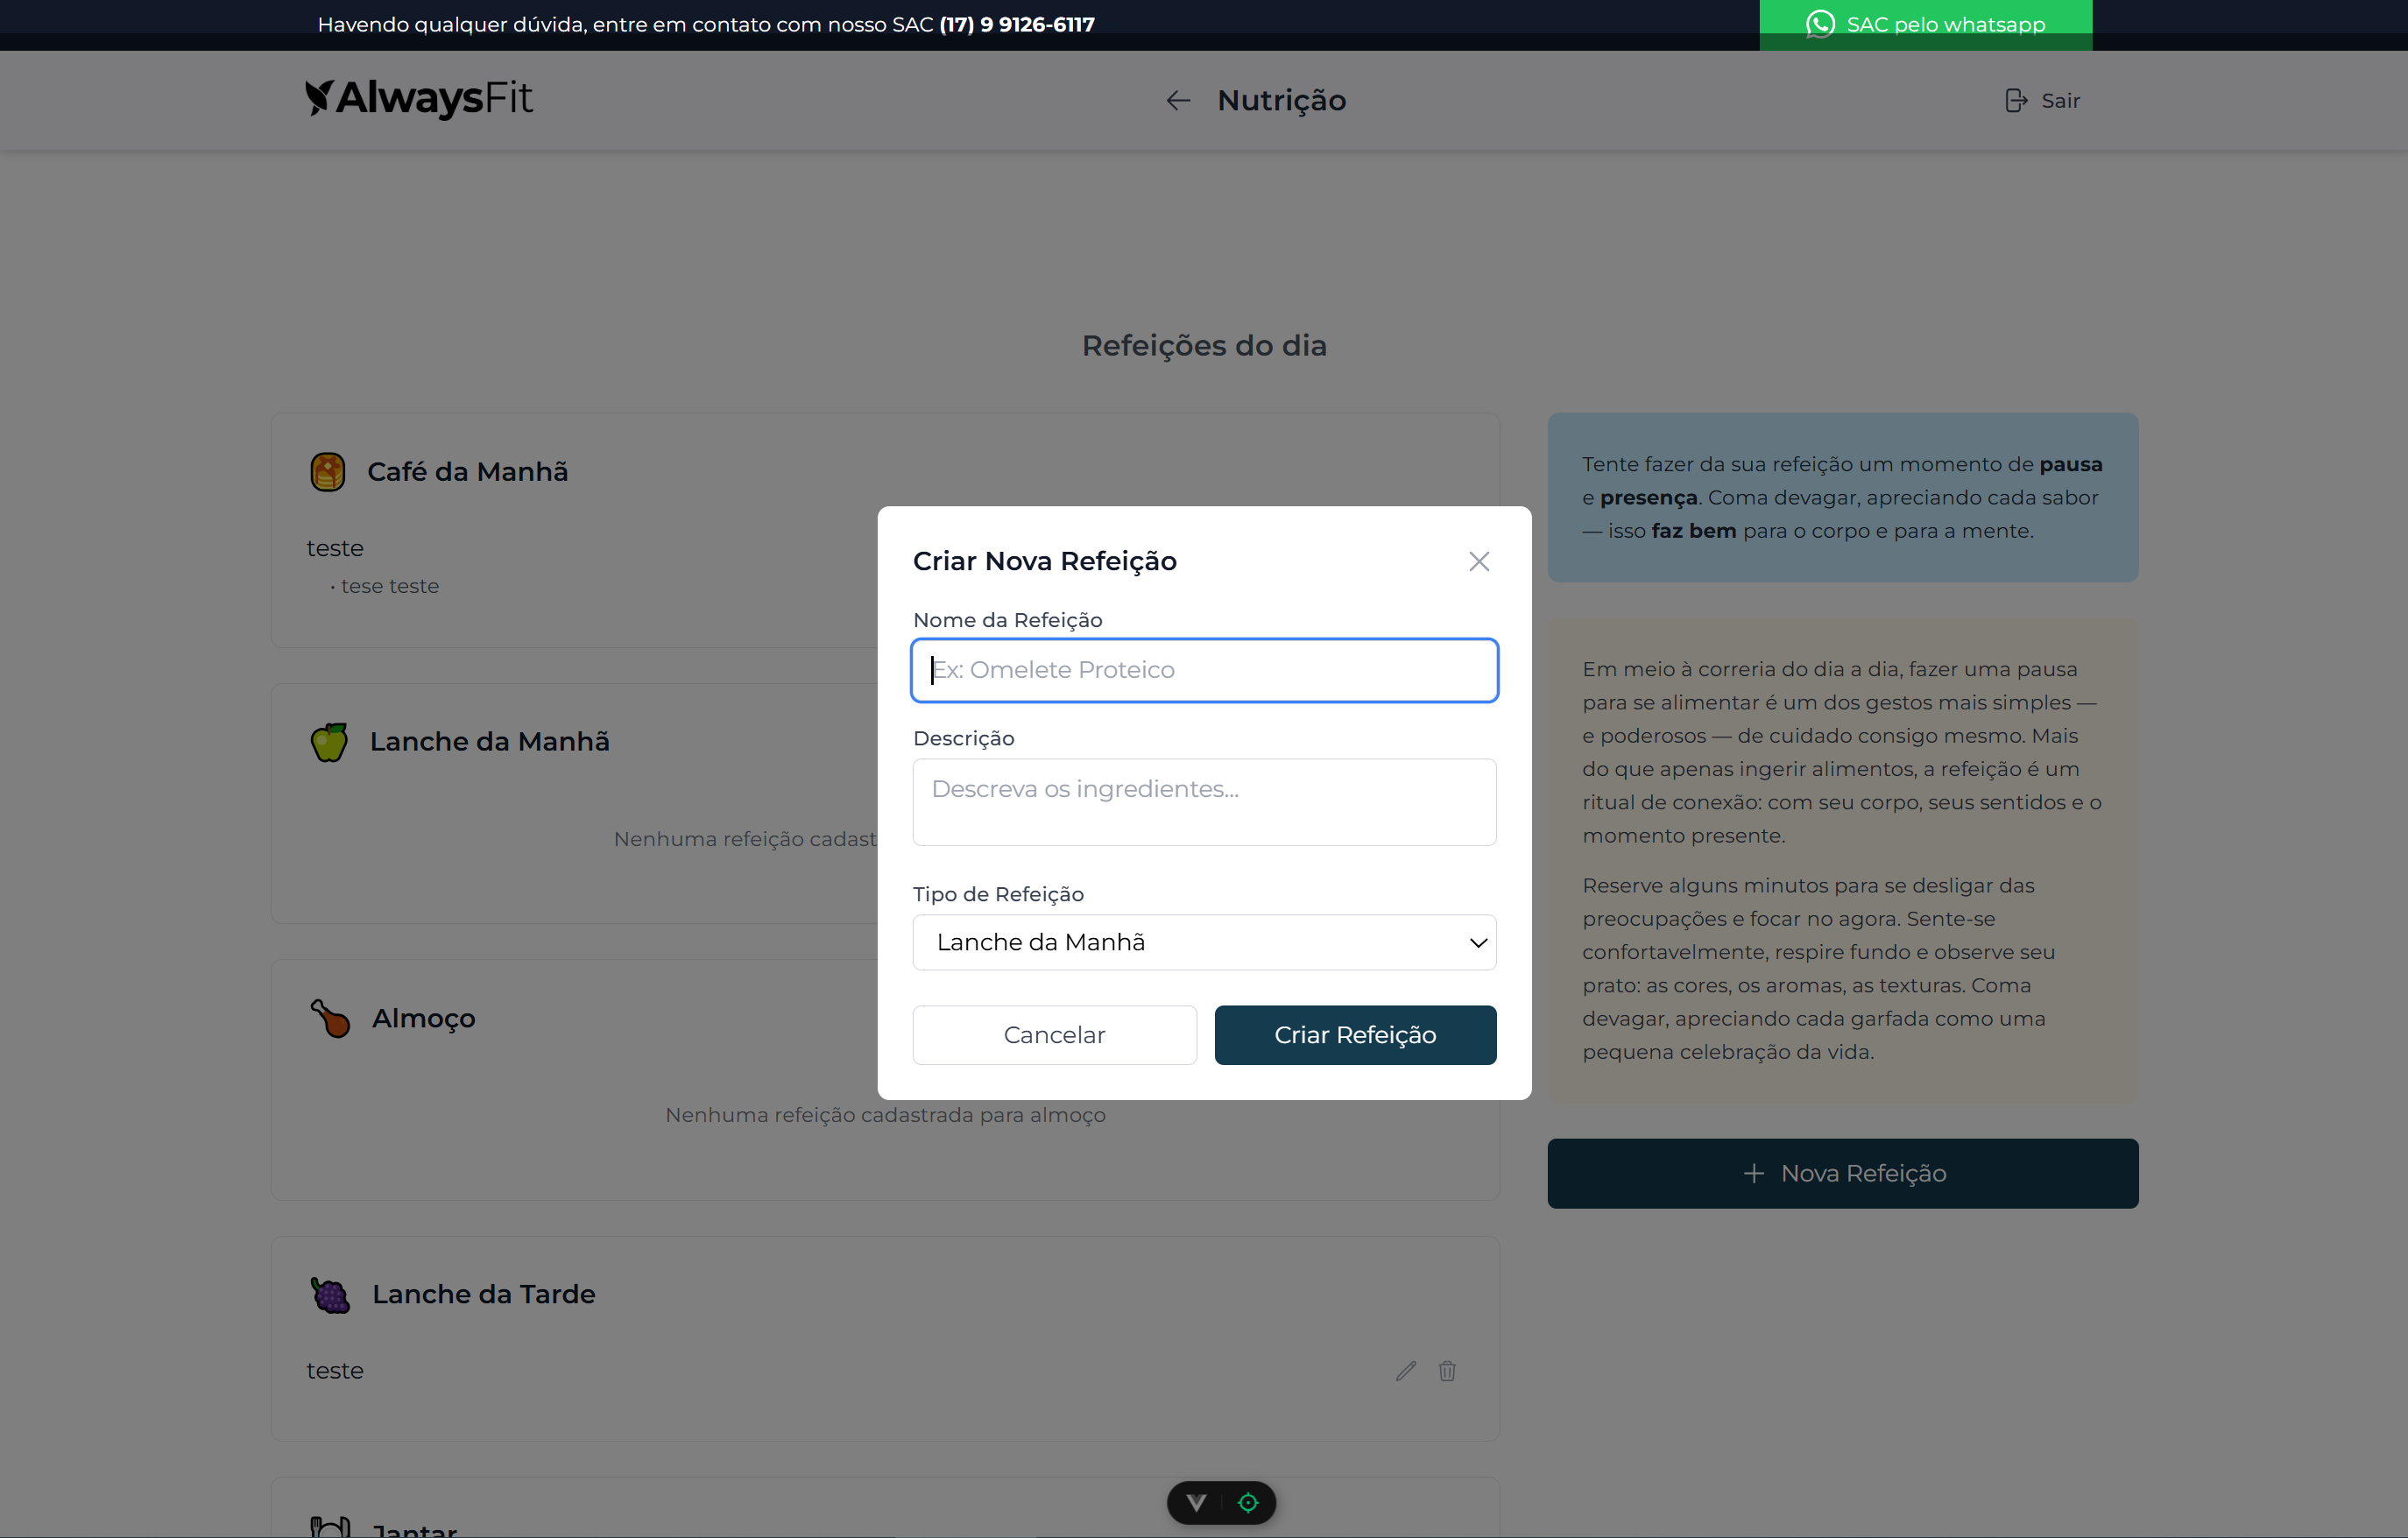 Havendo qualquer dúvida, entre em contato com nosso SAC (17) 9 9126-6117
SAC pelo whatsapp
AlwaysFit
Nutrição
Sair
Refeições do dia
Café da Manhã
teste
• tese teste
Lanche da Manhã
Nenhuma refeição cadast
Almoço
Nenhuma refeição cadastrada para almoço
Lanche da Tarde
teste
Jantar
Criar Nova Refeição
Nome da Refeição
Ex: Omelete Proteico
Descrição
Descreva os ingredientes...
Tipo de Refeição
Lanche da Manhã
Cancelar
Criar Refeição
Tente fazer da sua refeição um momento de pausa
e presença. Coma devagar, apreciando cada sabor
— isso faz bem para o corpo e para a mente.
Em meio à correria do dia a dia, fazer uma pausa
para se alimentar é um dos gestos mais simples —
e poderosos — de cuidado consigo mesmo. Mais
do que apenas ingerir alimentos, a refeição é um
ritual de conexão: com seu corpo, seus sentidos e o
momento presente.
Reserve alguns minutos para se desligar das
preocupações e focar no agora. Sente-se
confortavelmente, respire fundo e observe seu
prato: as cores, os aromas, as texturas. Coma
devagar, apreciando cada garfada como uma
pequena celebração da vida.
Nova Refeição